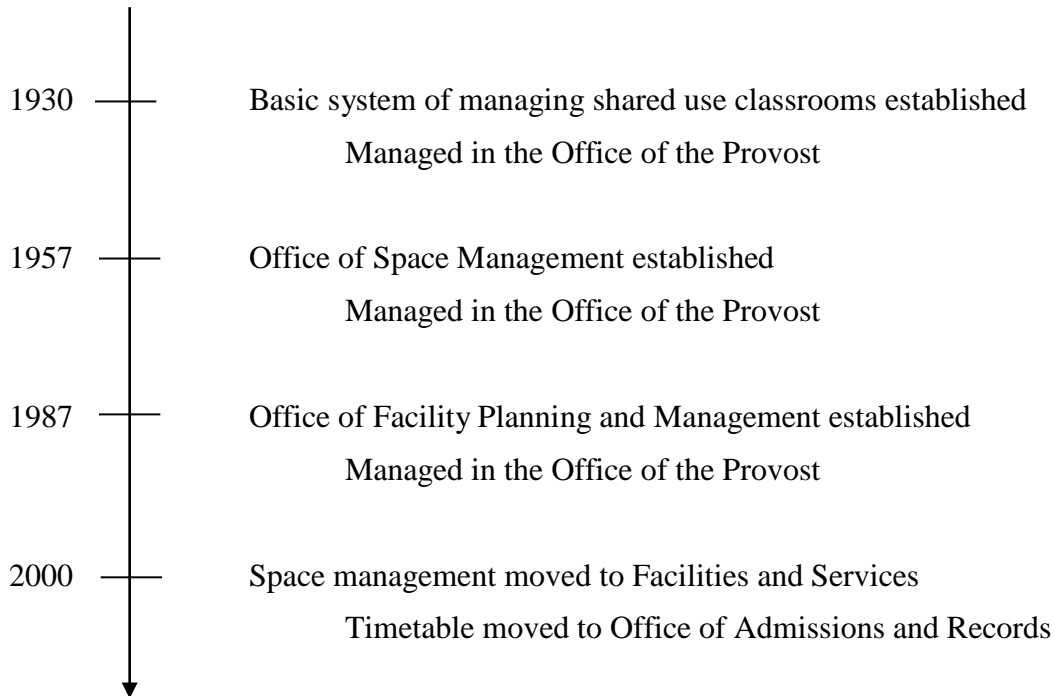 1930 Basic system of managing shared use classrooms established
Managed in the Office of the Provost
1957 Office of Space Management established
Managed in the Office of the Provost
1987 Office of Facility Planning and Management established
Managed in the Office of the Provost
2000 Space management moved to Facilities and Services
Timetable moved to Office of Admissions and Records